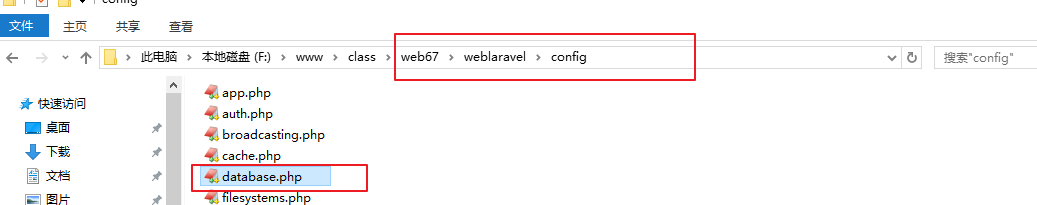 config
文件 主页 共享 查看
此电脑 本地磁盘 (F:) www class web67 weblaravel config 搜索"config"
快速访问
桌面
下载
文档
图片
app.php
auth.php
broadcasting.php
cache.php
database.php
filesystems.php